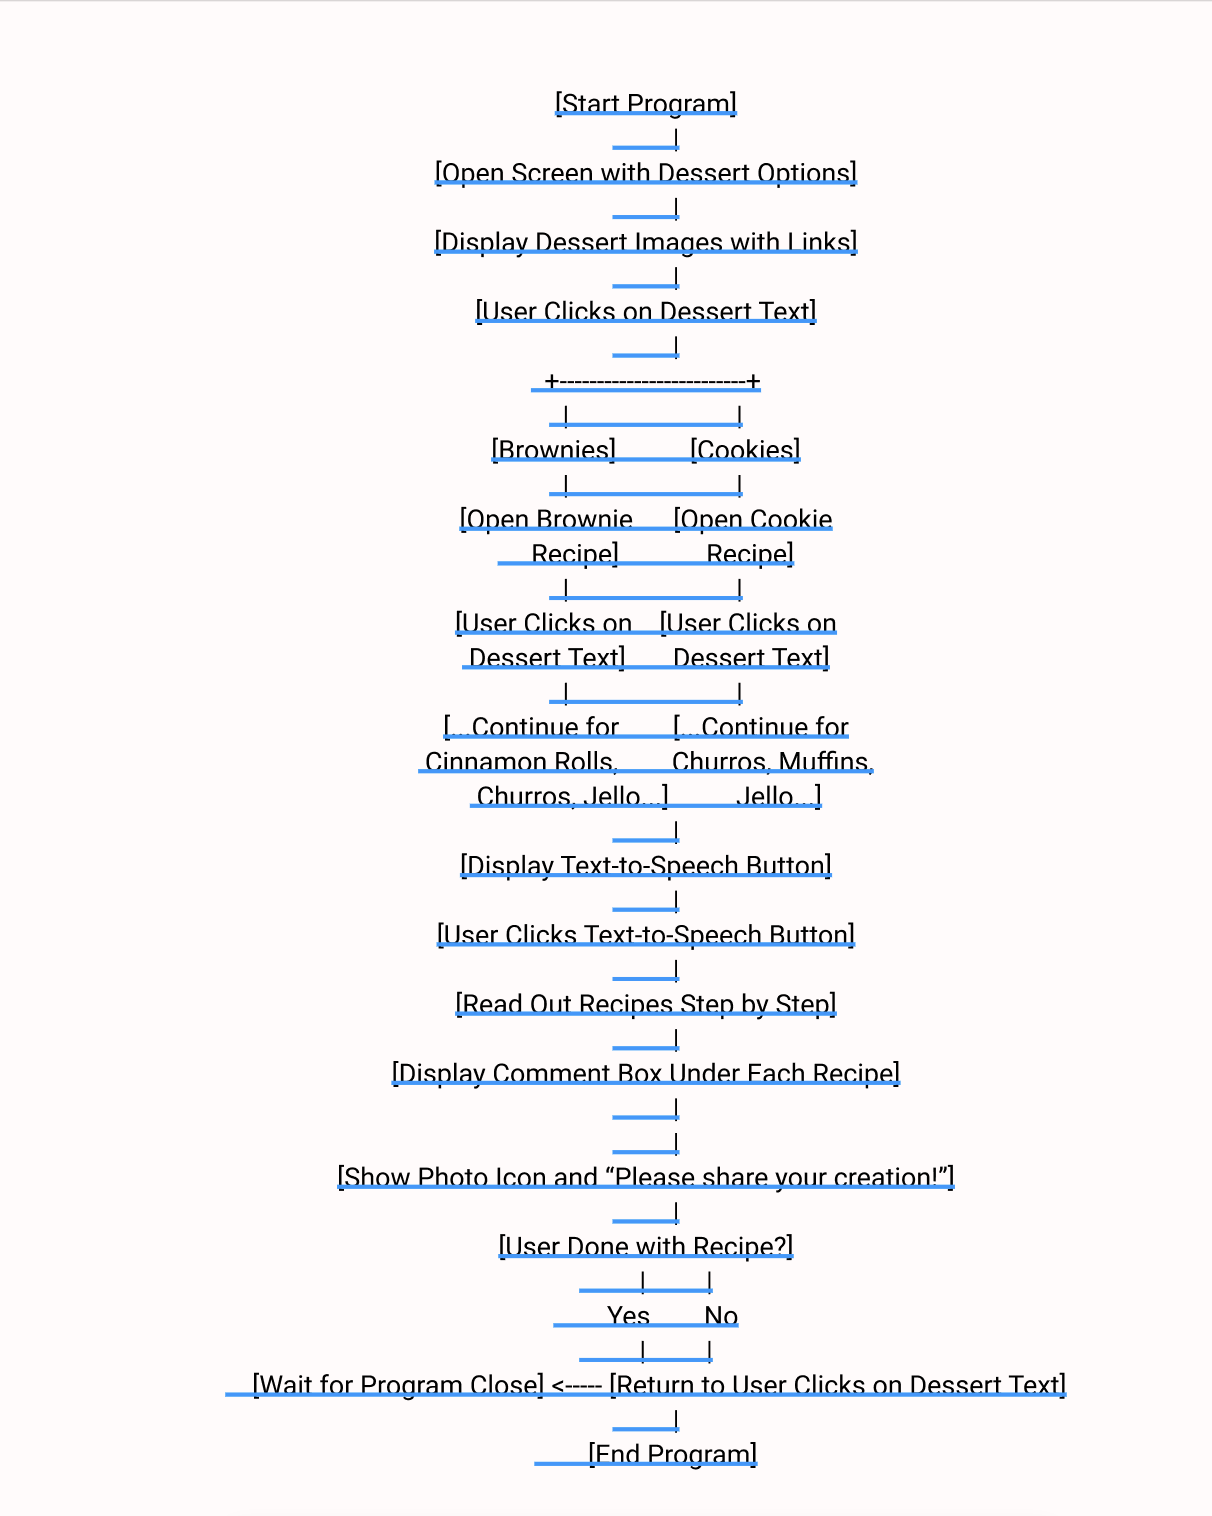 [Start Program]
|
[Open Screen with Dessert Options]
|
[Display Dessert Images with Links]
|
[User Clicks on Dessert Text]
|
+-------------------------+
| |
[Brownies] [Cookies]
| |
[Open Brownie [Open Cookie
Recipe] Recipe]
| |
[User Clicks on [User Clicks on
Dessert Text] Dessert Text]
| |
[...Continue for [...Continue for
Cinnamon Rolls, Churros, Muffins,
Churros, Jello...] Jello...]
|
[Display Text-to-Speech Button]
|
[User Clicks Text-to-Speech Button]
|
[Read Out Recipes Step by Step]
|
[Display Comment Box Under Each Recipe]
|
|
[Show Photo Icon and “Please share your creation!”]
|
[User Done with Recipe?]
| |
Yes No
| |
[Wait for Program Close] <----- [Return to User Clicks on Dessert Text]
|
[End Program]